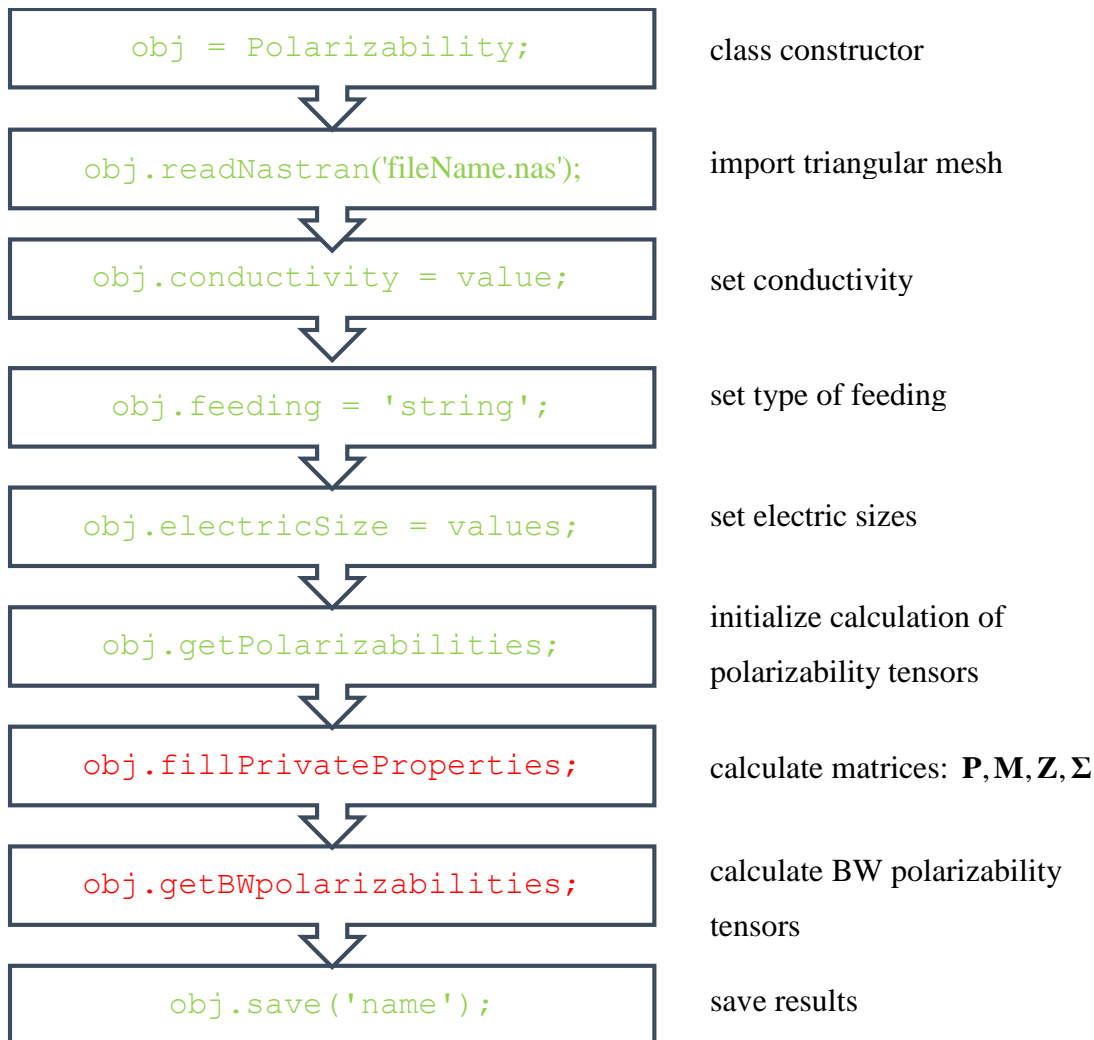 obj = Polarizability;
class constructor
obj.readNastran('fileName.nas');
import triangular mesh
obj.conductivity = value;
set conductivity
obj.feeding = 'string';
set type of feeding
obj.electricSize = values;
set electric sizes
obj.getPolarizabilities;
initialize calculation of
polarizability tensors
obj.fillPrivateProperties;
calculate matrices: P, M, Z, Σ
obj.getBWpolarizabilities;
calculate BW polarizability
tensors
obj.save('name');
save results